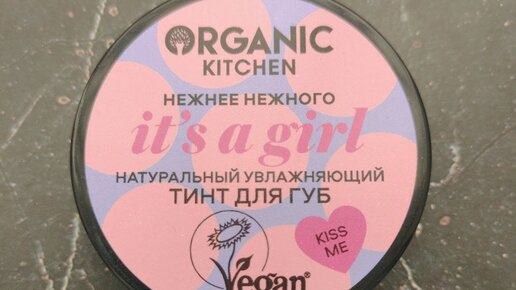 ORGANIC
KITCHEN
НЕЖНЕЕ НЕЖНОГО
it's a girl
НАТУРАЛЬНЫЙ УВЛАЖНЯЮЩИЙ
ТИНТ ДЛЯ ГУБ
KISS
ME
Vegan®